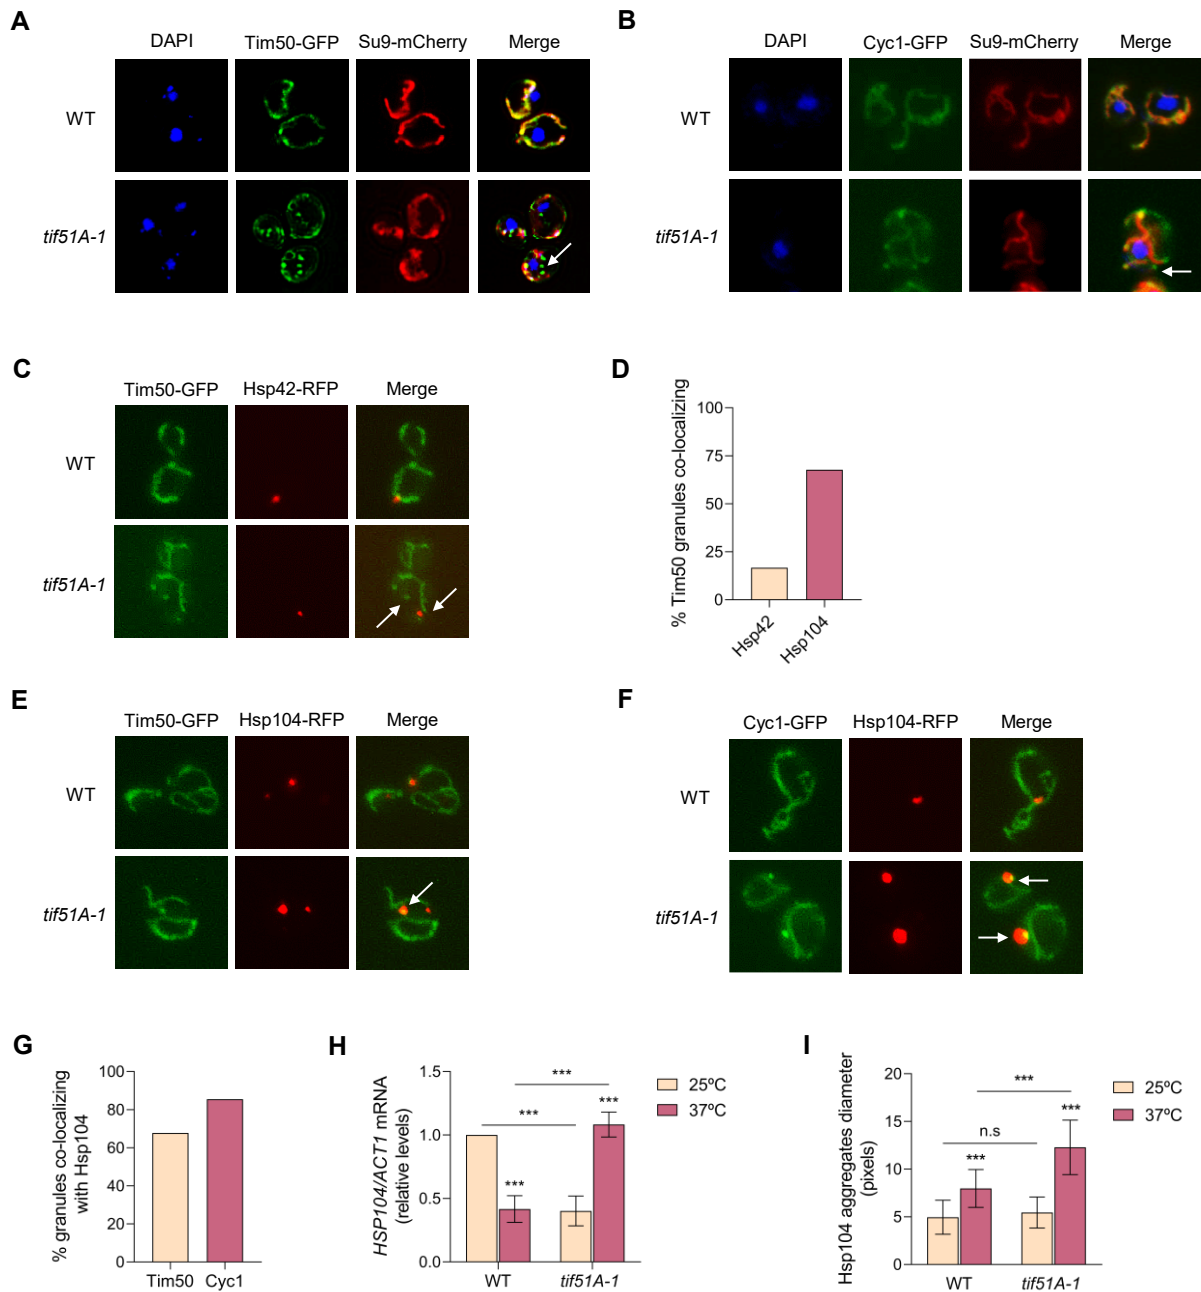 A
DAPI Tim50-GFP Su9-mCherry Merge
WT
tif51A-1
B
DAPI Cyc1-GFP Su9-mCherry Merge
WT
tif51A-1
C
Tim50-GFP Hsp42-RFP Merge
WT
tif51A-1
D
% Tim50 granules co-localizing
100
75
50
25
0
Hsp42 Hsp104
E
Tim50-GFP Hsp104-RFP Merge
WT
tif51A-1
F
Cyc1-GFP Hsp104-RFP Merge
WT
tif51A-1
G
% granules co-localizing
with Hsp104
100
80
60
40
20
0
Tim50 Cyc1
H
HSP104/ACT1 mRNA
(relative levels)
1.5
1.0
0.5
0.0
***
***
***
***
WT tif51A-1
25ºC
37ºC
I
Hsp104 aggregates diameter
(pixels)
20
15
10
5
0
***
***
n.s
***
WT tif51A-1
25ºC
37ºC